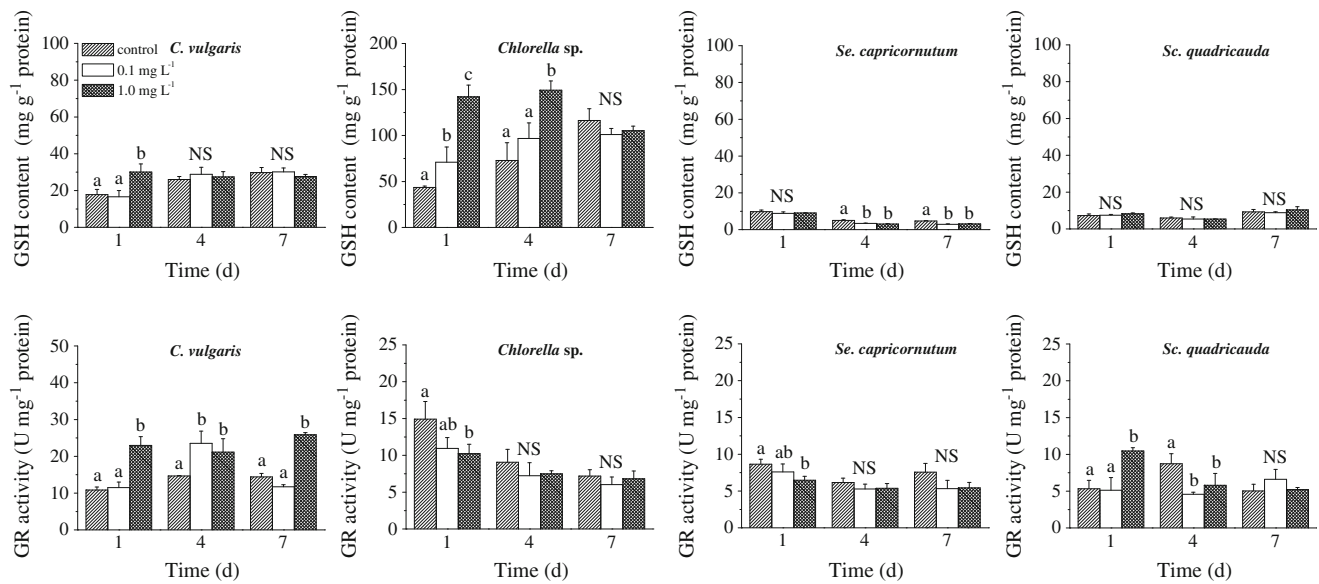 C. vulgaris
control
0.1 mg L-1
1.0 mg L-1
GSH content (mg g-1 protein)
100
80
60
40
20
0
a a b NS NS
1 4 7
Time (d)
Chlorella sp.
GSH content (mg g-1 protein)
200
150
100
50
0
a b c a a b NS
1 4 7
Time (d)
Se. capricornutum
GSH content (mg g-1 protein)
100
80
60
40
20
0
NS a b b a b b
1 4 7
Time (d)
Sc. quadricauda
GSH content (mg g-1 protein)
100
80
60
40
20
0
NS NS NS
1 4 7
Time (d)
C. vulgaris
GR activity (U mg-1 protein)
50
40
30
20
10
0
a a b a b b a a b
1 4 7
Time (d)
Chlorella sp.
GR activity (U mg-1 protein)
25
20
15
10
5
0
a ab b NS NS
1 4 7
Time (d)
Se. capricornutum
GR activity (U mg-1 protein)
25
20
15
10
5
0
a ab b NS NS
1 4 7
Time (d)
Sc. quadricauda
GR activity (U mg-1 protein)
25
20
15
10
5
0
a a b a b b NS
1 4 7
Time (d)